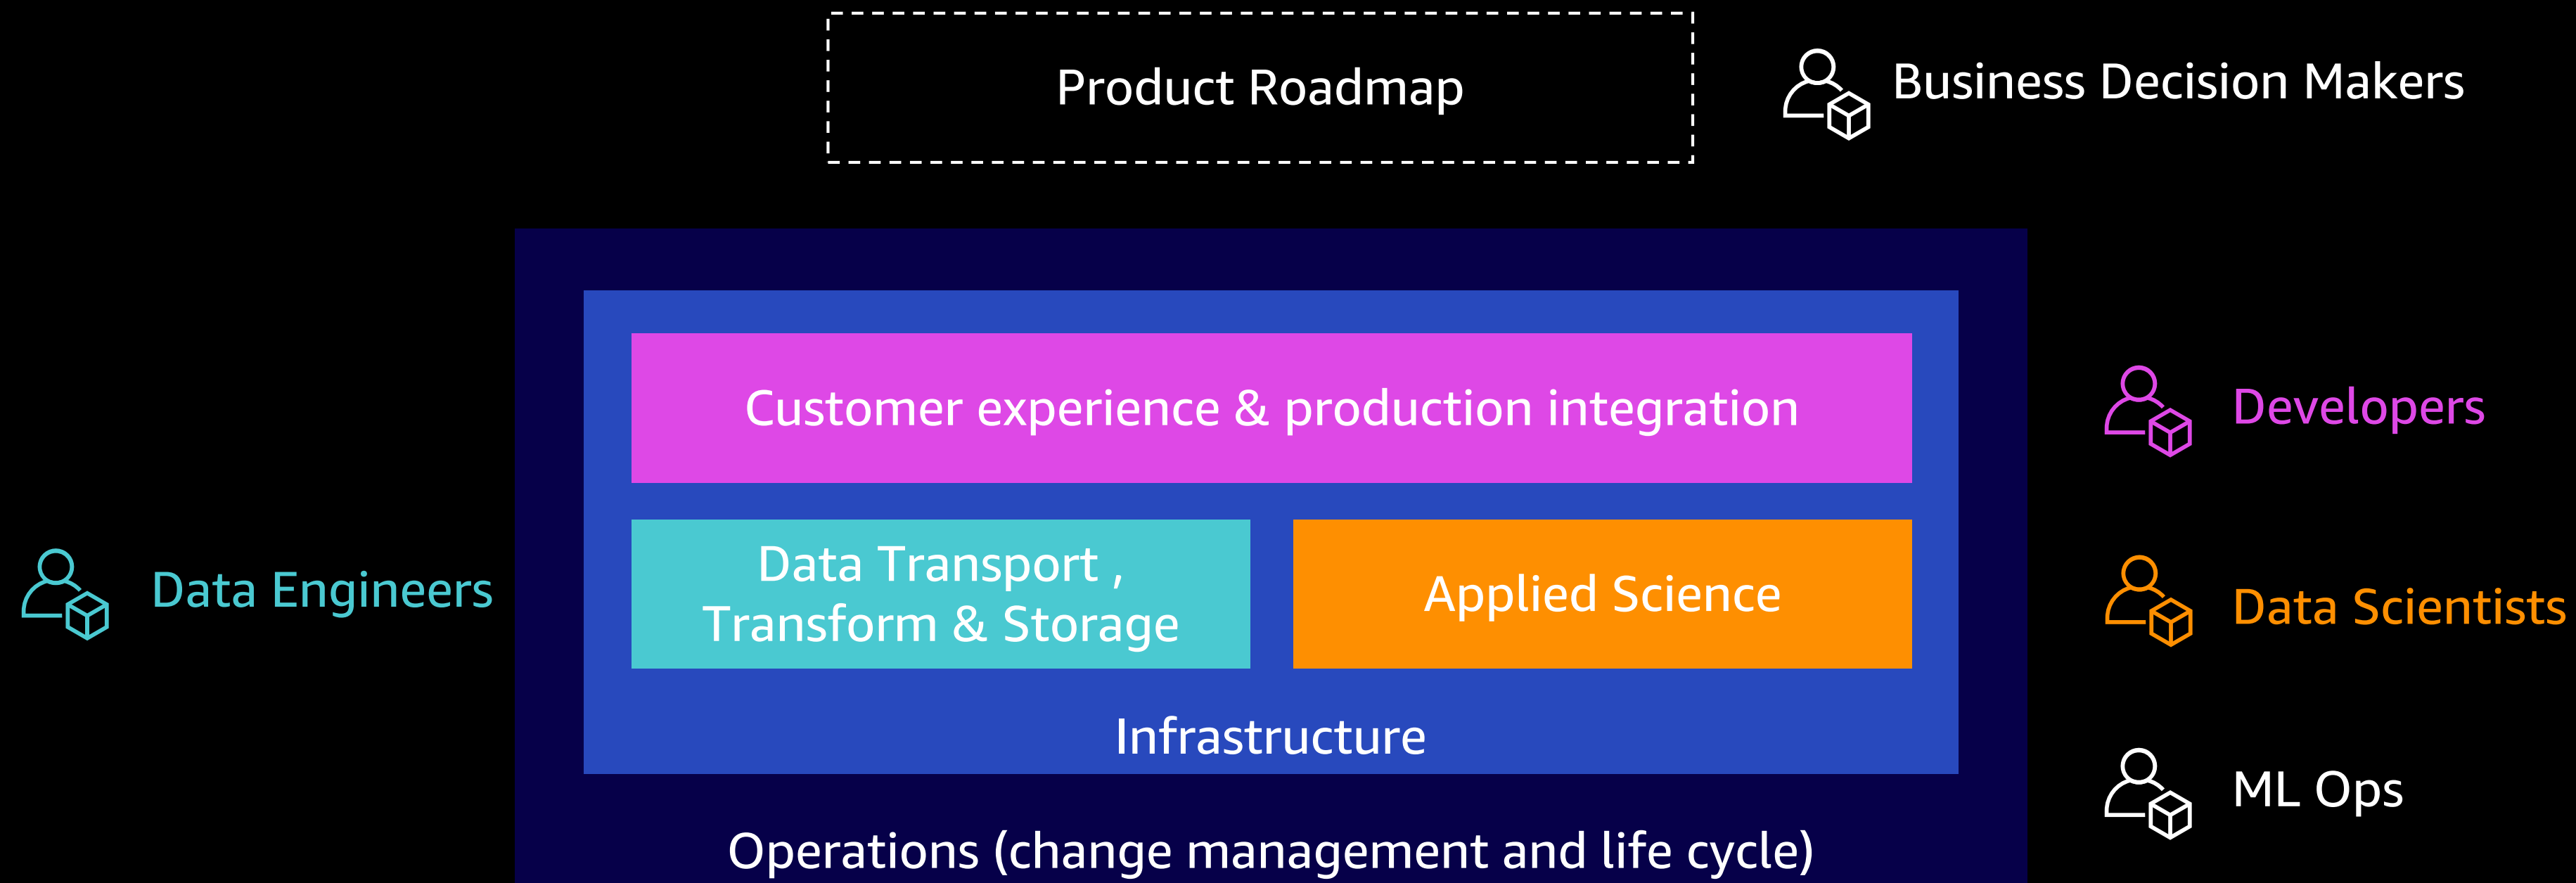 Product Roadmap
Business Decision Makers
Customer experience & production integration
Developers
Data Engineers
Data Transport ,
Transform & Storage
Applied Science
Data Scientists
Infrastructure
ML Ops
Operations (change management and life cycle)